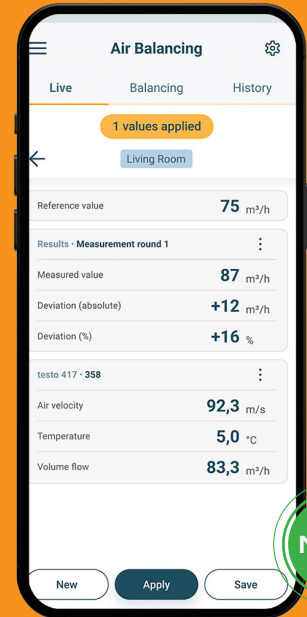 Air Balancing
Live Balancing History
1 values applied
Living Room
Reference value 75 m³/h
Results · Measurement round 1
Measured value 87 m³/h
Deviation (absolute) +12 m³/h
Deviation (%) +16 %
testo 417 · 358
Air velocity 92,3 m/s
Temperature 5,0 °C
Volume flow 83,3 m³/h
New Apply Save